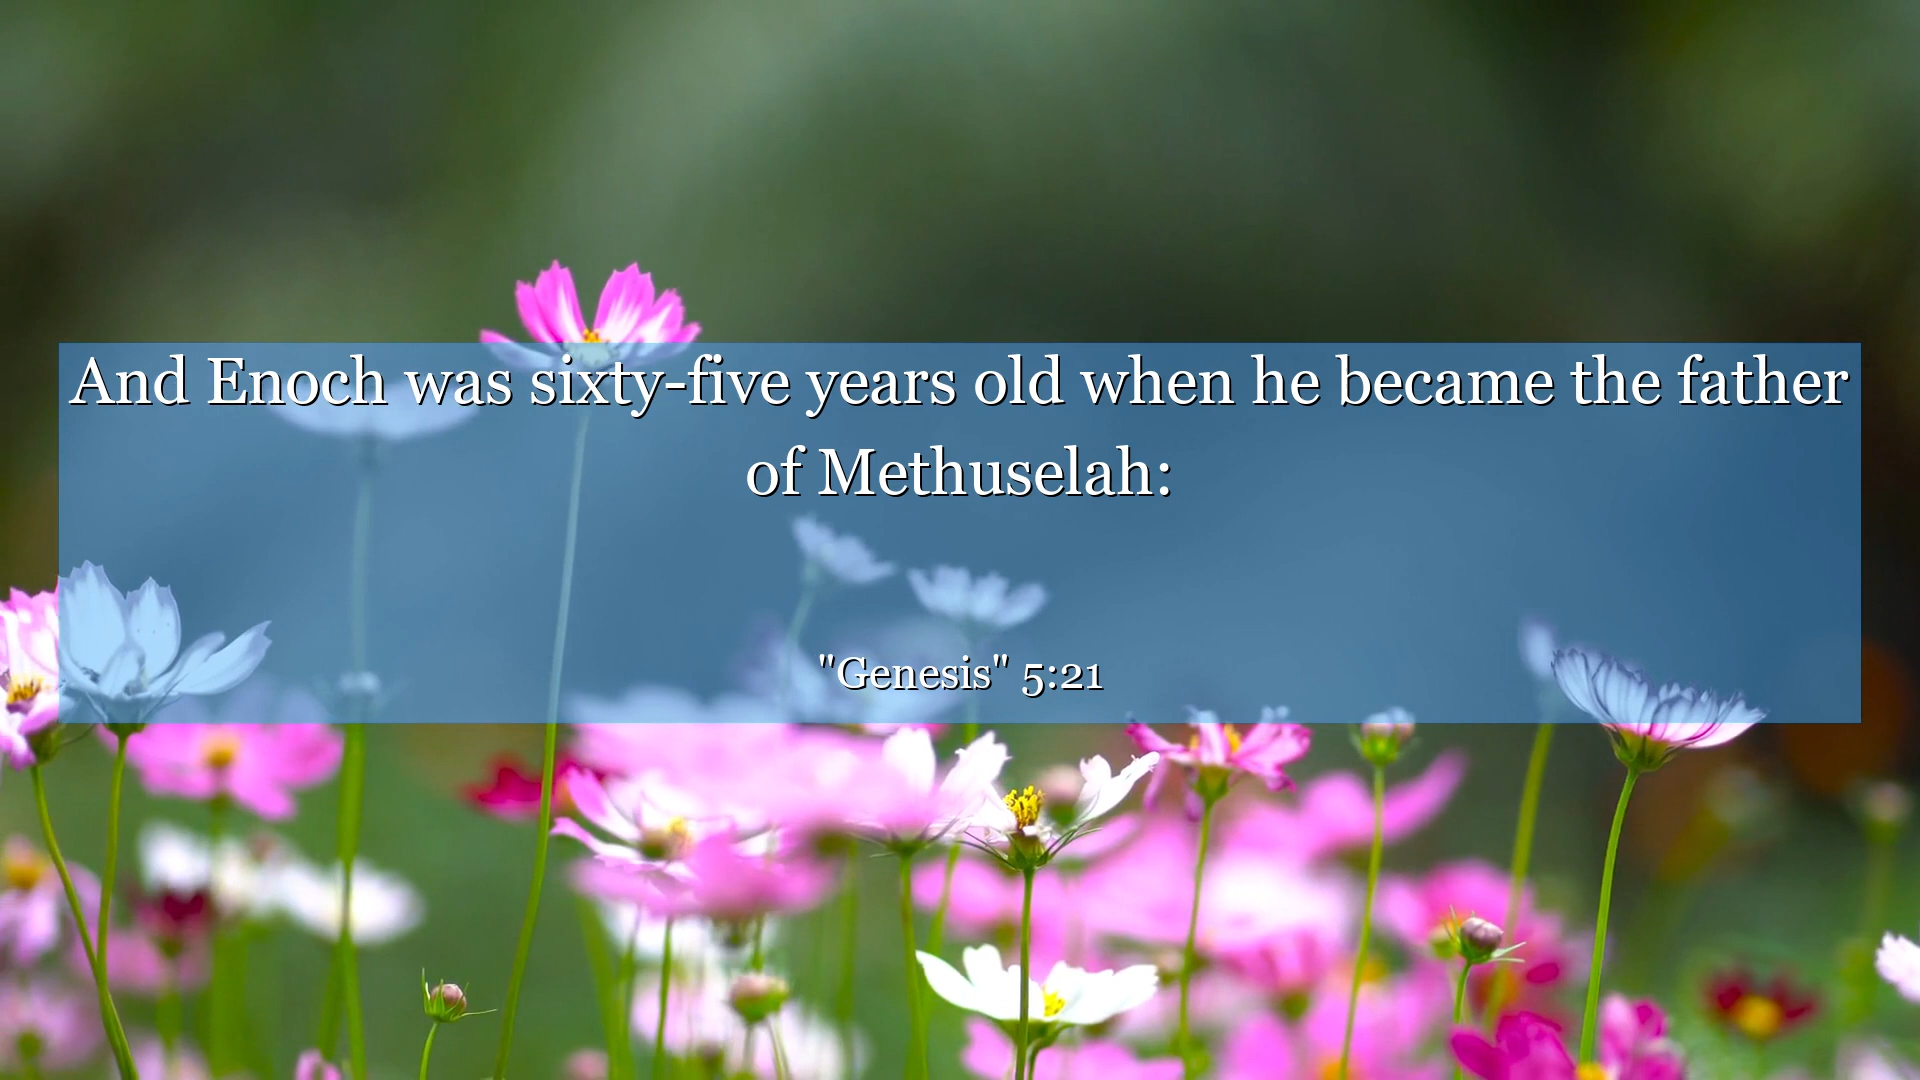 And Enoch was sixty-five years old when he became the father
of Methuselah:
"Genesis" 5:21